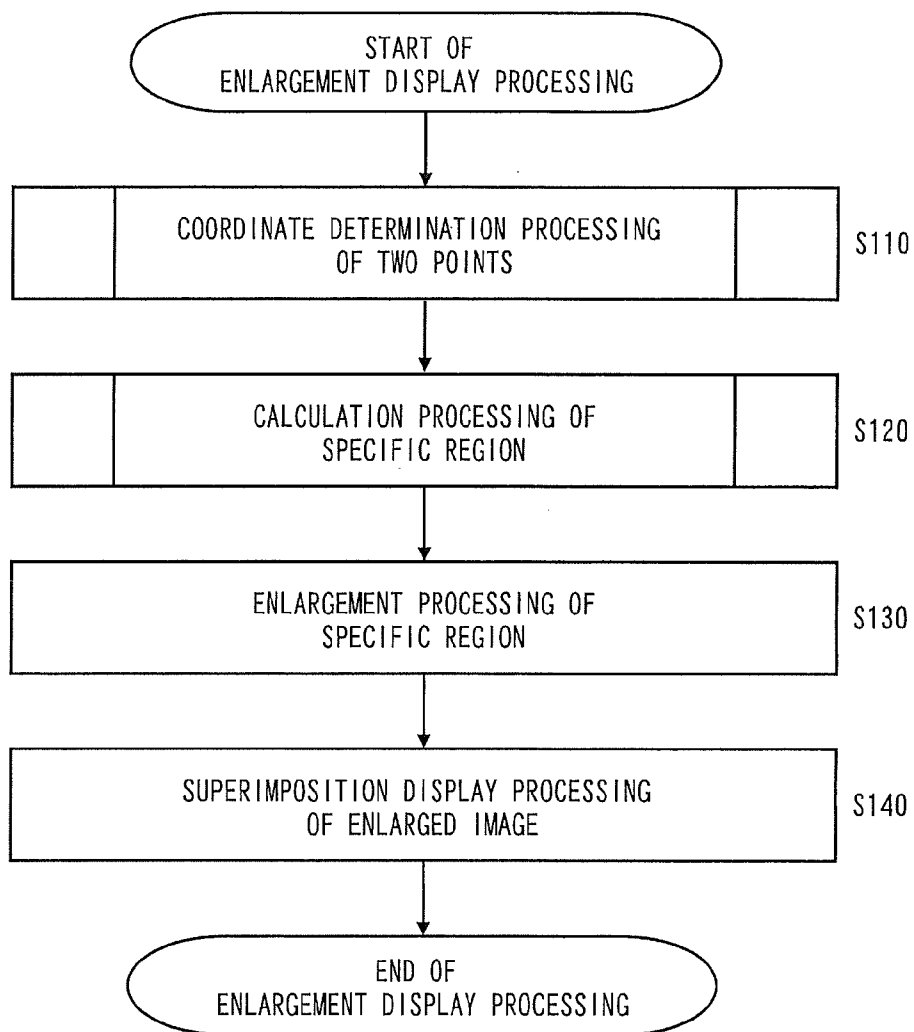 START OF
ENLARGEMENT DISPLAY PROCESSING
COORDINATE DETERMINATION PROCESSING
OF TWO POINTS
S110
CALCULATION PROCESSING OF
SPECIFIC REGION
S120
ENLARGEMENT PROCESSING OF
SPECIFIC REGION
S130
SUPERIMPOSITION DISPLAY PROCESSING
OF ENLARGED IMAGE
S140
END OF
ENLARGEMENT DISPLAY PROCESSING